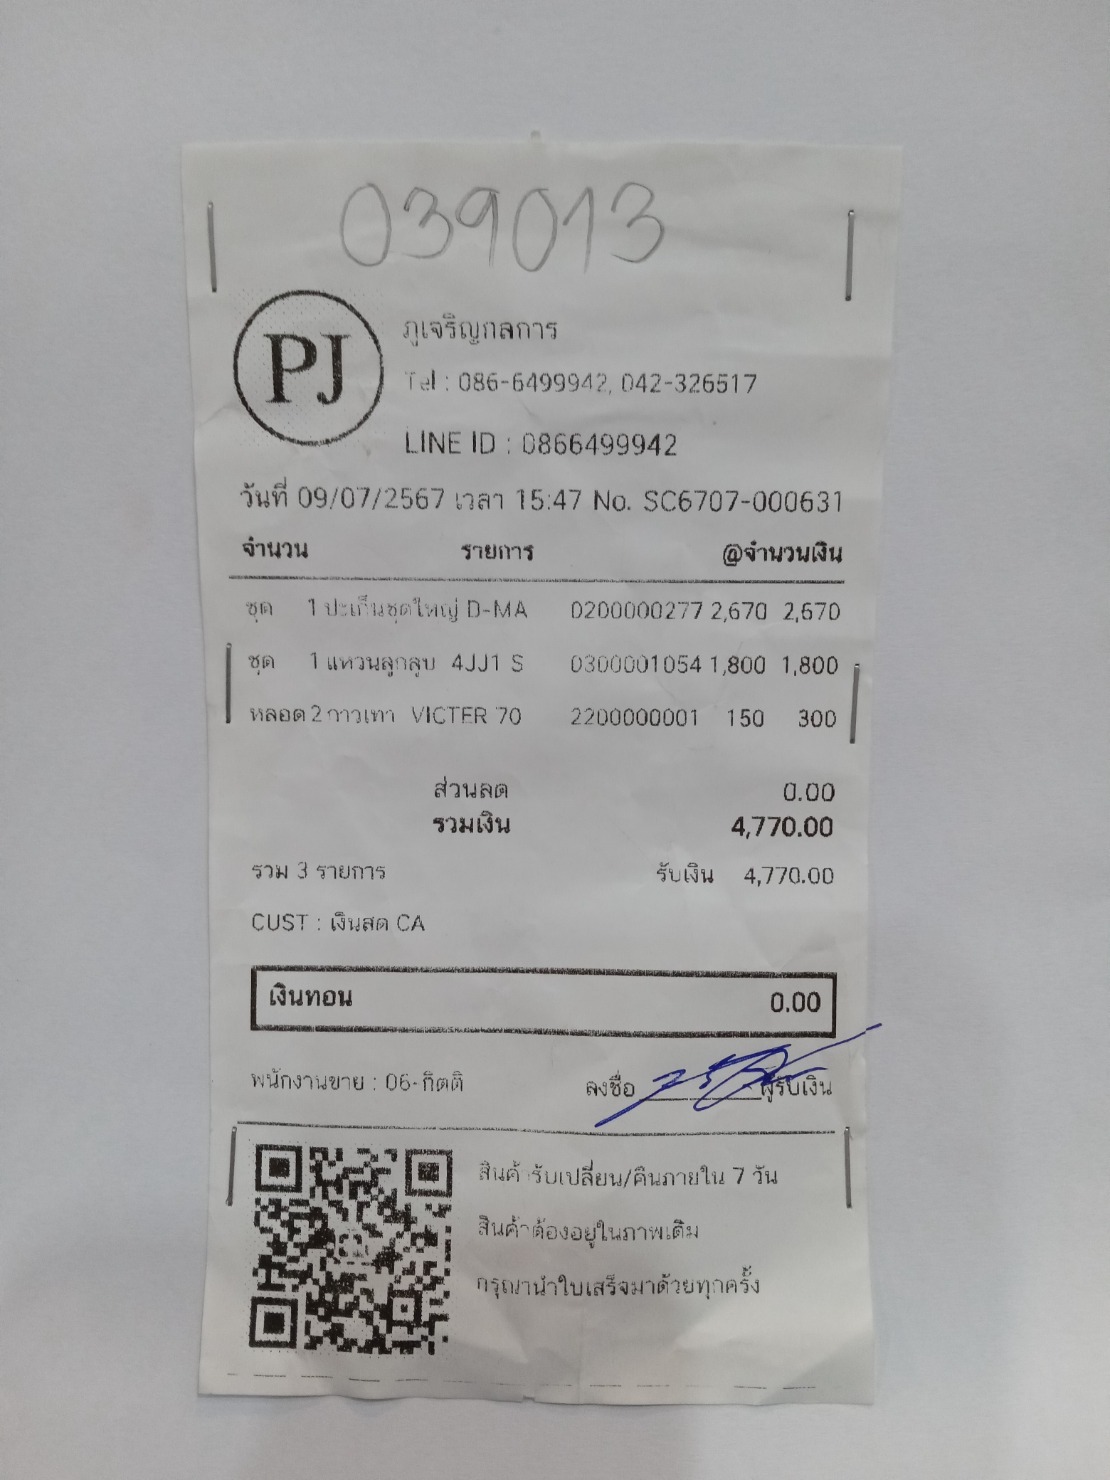 039013
PJ
ภูเจริญกลการ
Tel : 086-6499942, 042-326517
LINE ID : 0866499942
วันที่ 09/07/2567 เวลา 15:47 No. SC6707-000631
จำนวน รายการ @จำนวนเงิน
ชุด 1 ปะเก็นชุดใหญ่ D-MA 0200000277 2,670 2,670
ชุด 1 แหวนลูกสูบ 4JJ1 S 0300001054 1,800 1,800
หลอด 2 กาวเทา VICTER 70 2200000001 150 300
ส่วนลด 0.00
รวมเงิน 4,770.00
รวม 3 รายการ รับเงิน 4,770.00
CUST : เงินสด CA
เงินทอน 0.00
พนักงานขาย : 06-กิตติ ลงชื่อ ผู้รับเงิน
สินค้ารับเปลี่ยน/คืนภายใน 7 วัน
สินค้าต้องอยู่ในภาพเดิม
กรุณานำใบเสร็จมาด้วยทุกครั้ง